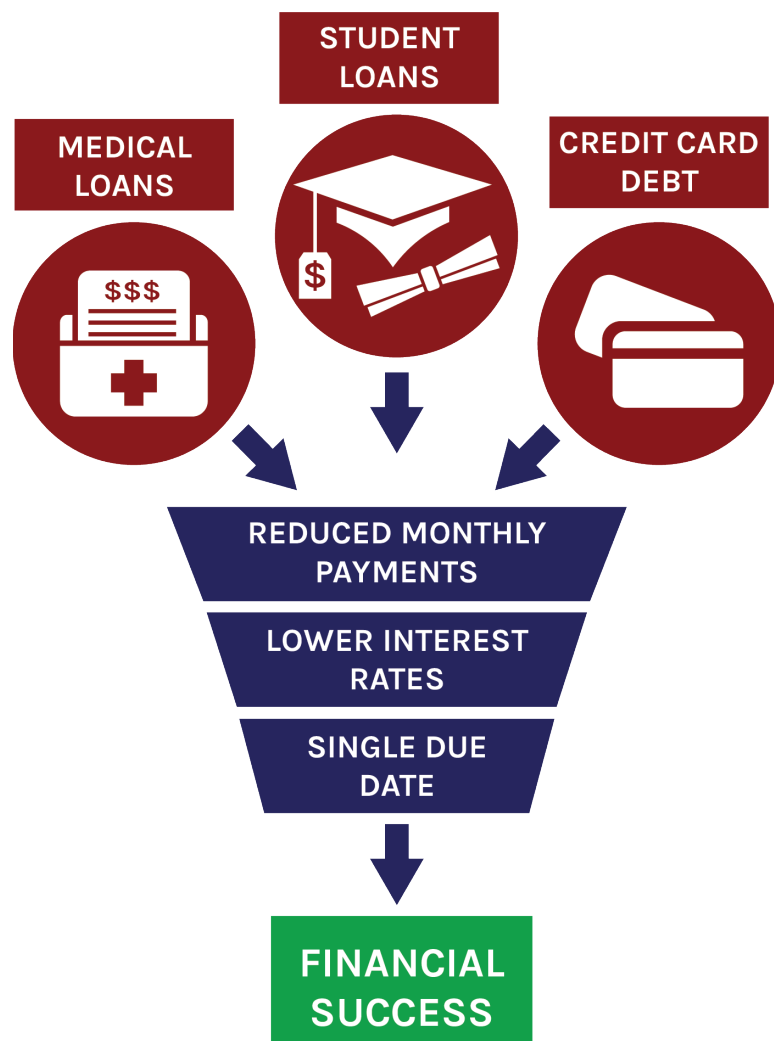 STUDENT
LOANS
MEDICAL
LOANS
CREDIT CARD
DEBT
$
$$$
REDUCED MONTHLY
PAYMENTS
LOWER INTEREST
RATES
SINGLE DUE
DATE
FINANCIAL
SUCCESS